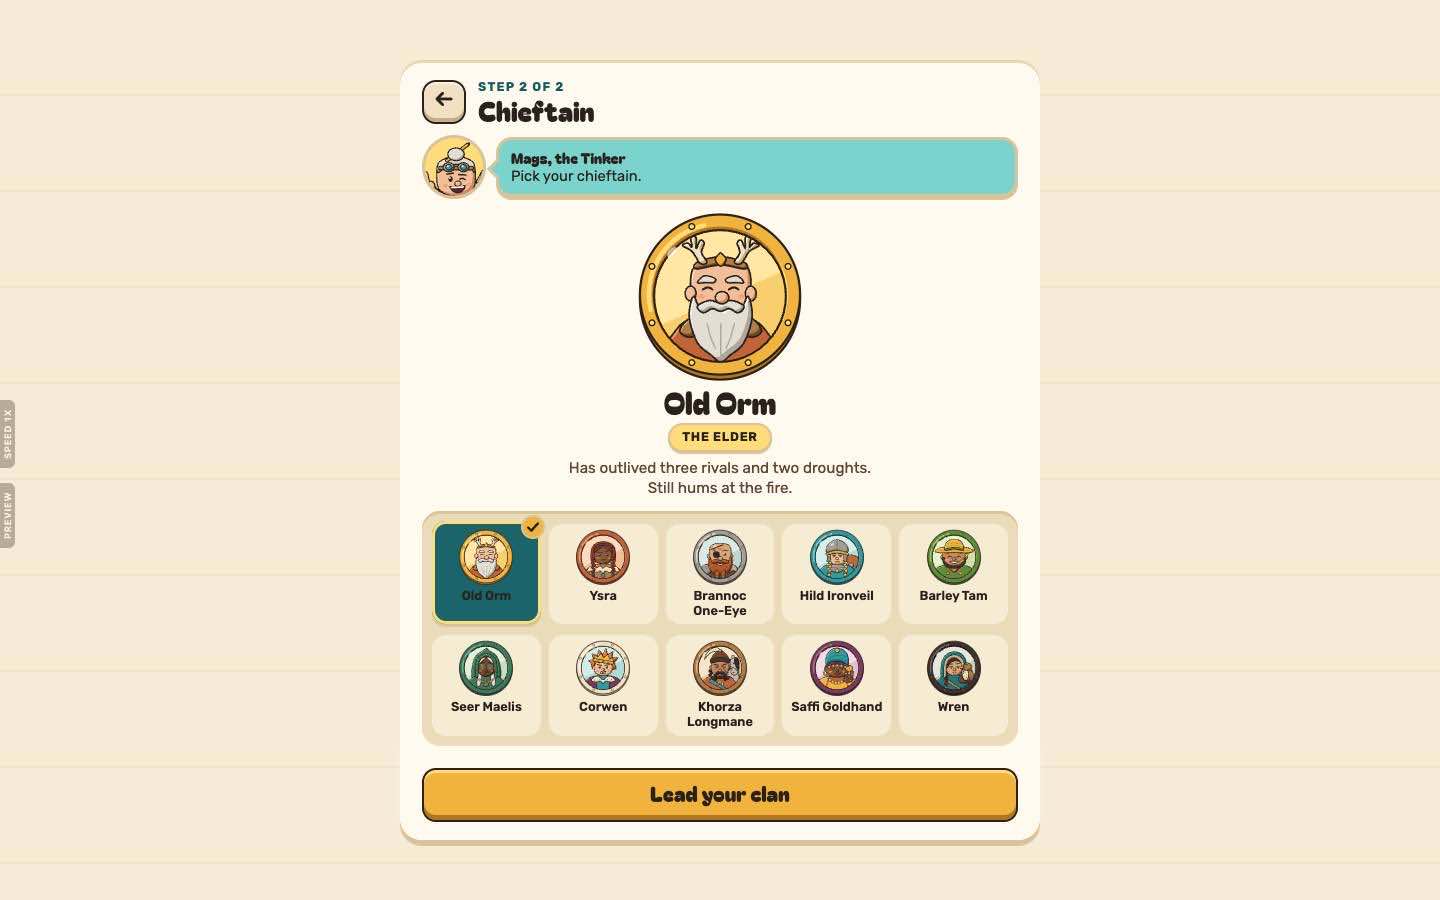 STEP 2 OF 2
Chieftain
Mags, the Tinker
Pick your chieftain.
Old Orm
THE ELDER
Has outlived three rivals and two droughts.
Still hums at the fire.
Old Orm
Ysra
Brannoc
One-Eye
Hild Ironveil
Barley Tam
Seer Maelis
Corwen
Khorza
Longmane
Saffi Goldhand
Wren
Lead your clan
SPEED 1X
PREVIEW